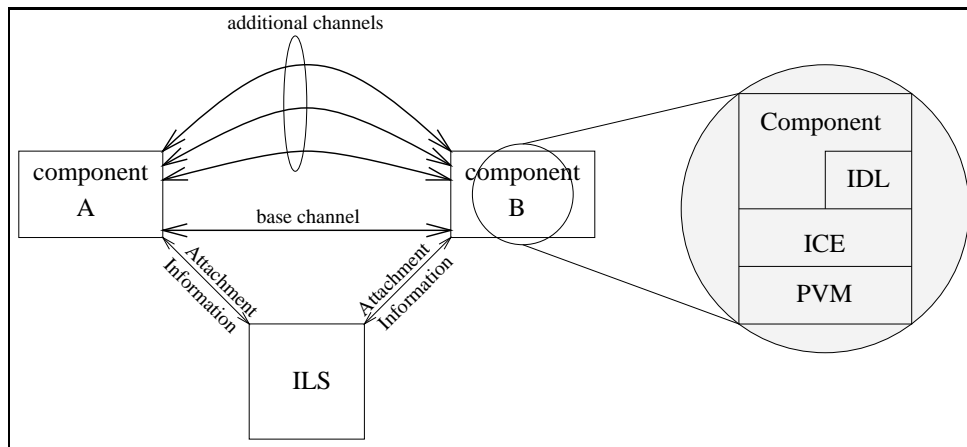 additional channels
component
A
component
B
base channel
Attachment
Information
Attachment
Information
ILS
Component
IDL
ICE
PVM